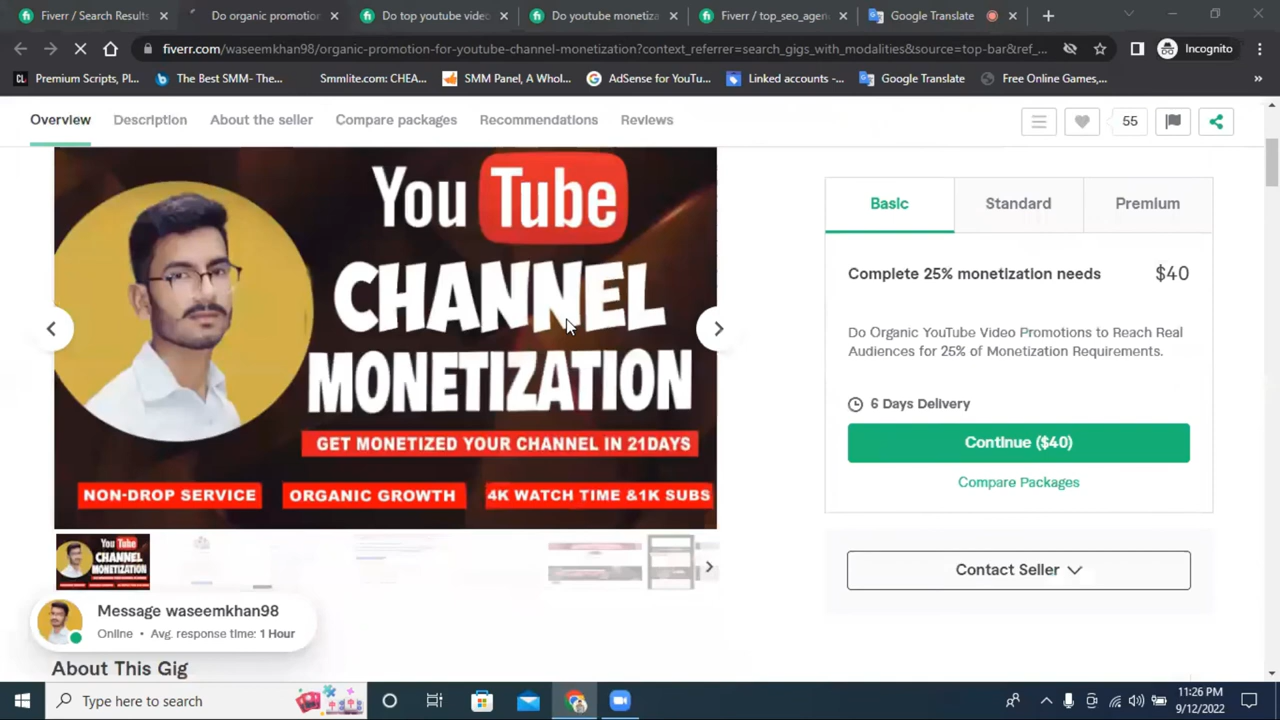 Fiverr / Search Results
Do organic promotion
Do top youtube vide
Do youtube monetiza
Fiverr / top_seo_agen
Google Translate
fiverr.com/waseemkhan98/organic-promotion-for-youtube-channel-monetization?context_referrer=search_gigs_with_modalities&source=top-bar&ref_...
Incognito
Premium Scripts, Pl...
The Best SMM- The...
Smmlite.com: CHEA...
SMM Panel, A Whol...
AdSense for YouTu...
Linked accounts -...
Google Translate
Free Online Games,...
»
Overview
Description
About the seller
Compare packages
Recommendations
Reviews
55
You Tube
CHANNEL
MONETIZATION
GET MONETIZED YOUR CHANNEL IN 21DAYS
NON-DROP SERVICE
ORGANIC GROWTH
4K WATCH TIME &1K SUBS
Basic
Standard
Premium
Complete 25% monetization needs
$40
Do Organic YouTube Video Promotions to Reach Real
Audiences for 25% of Monetization Requirements.
6 Days Delivery
Continue ($40)
Compare Packages
Contact Seller
You Tube
CHANNEL
MONETIZATION
Message waseemkhan98
Online • Avg. response time: 1 Hour
About This Gig
Type here to search
11:26 PM
9/12/2022